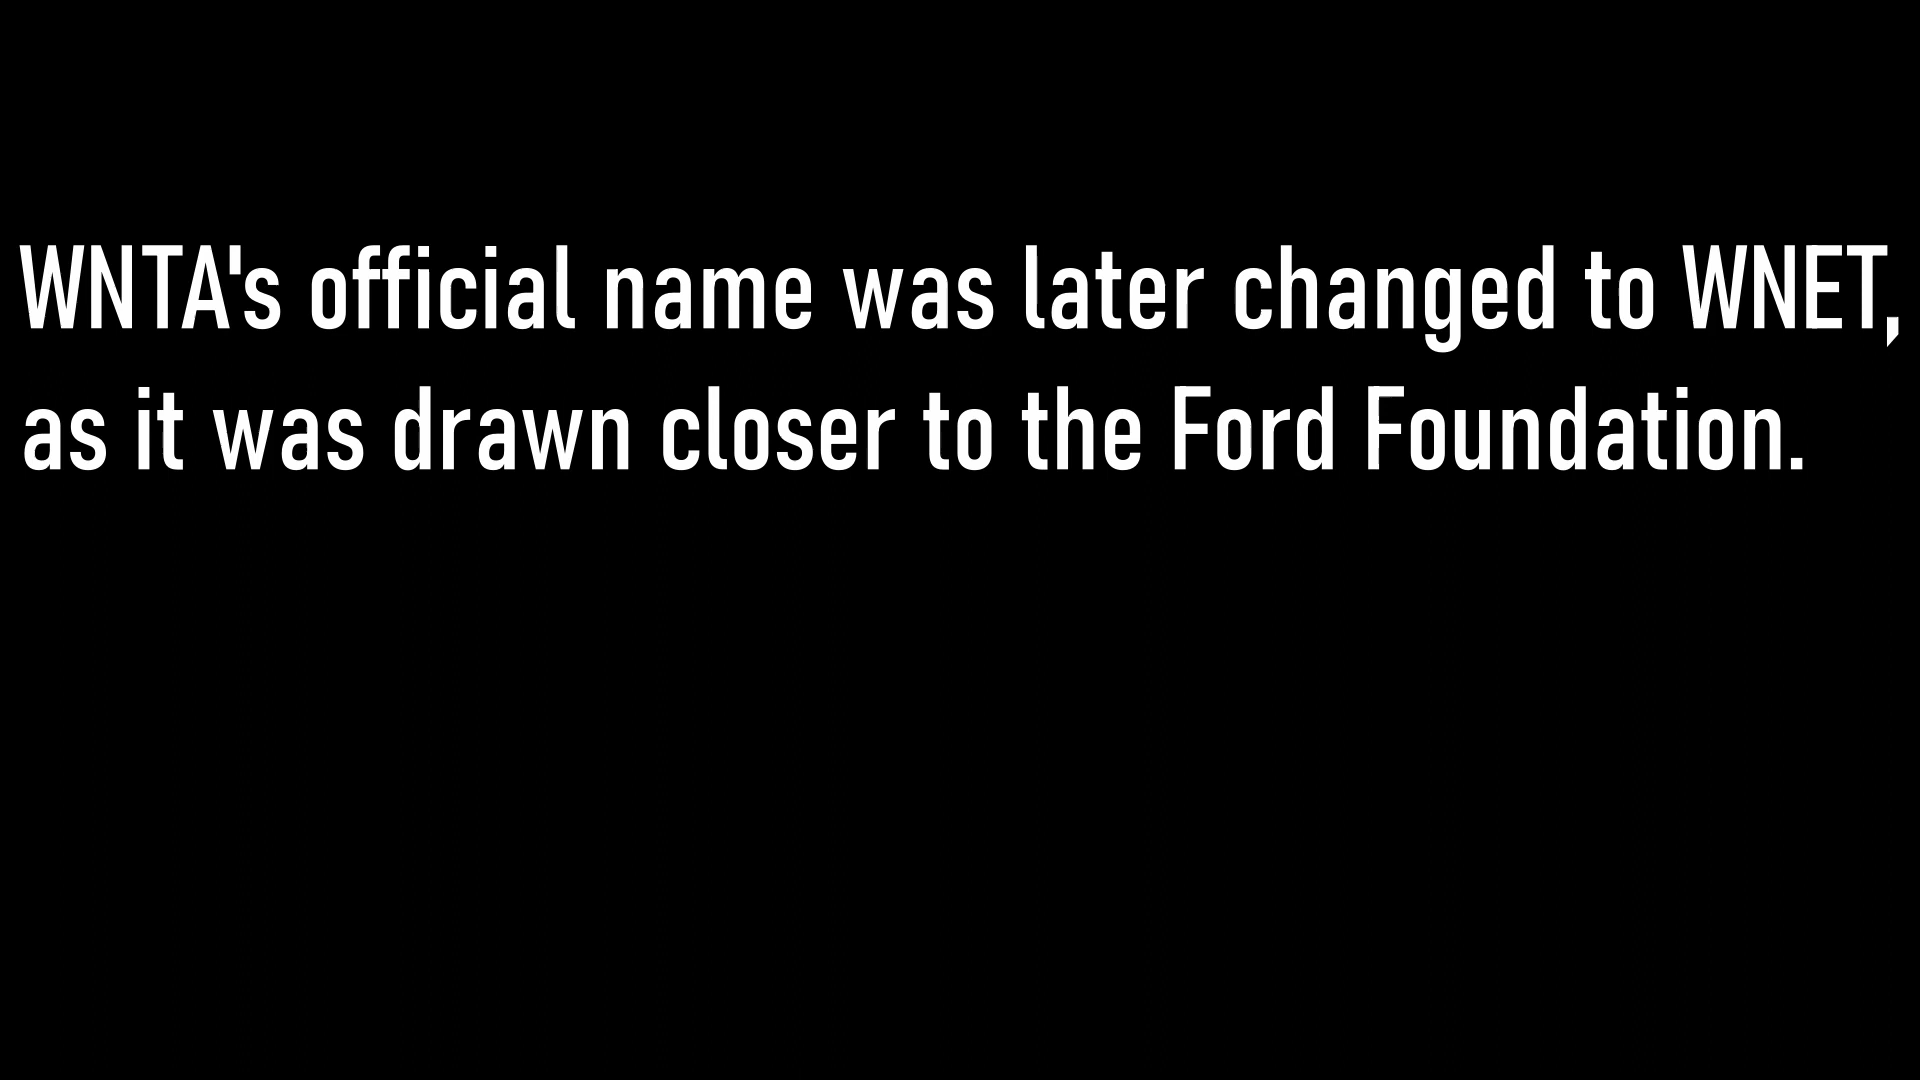 WNTA's official name was later changed to WNET,
as it was drawn closer to the Ford Foundation.